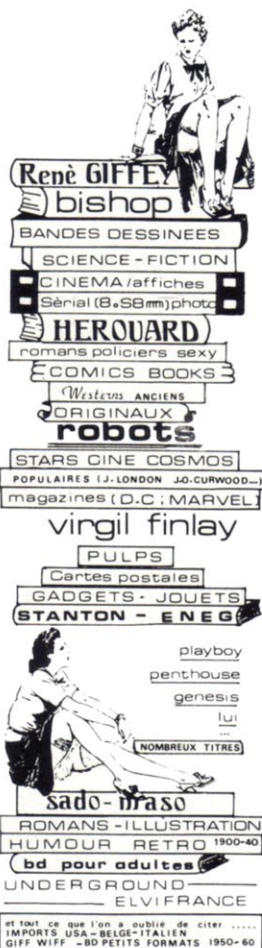 Renè GIFFEY
bishop
BANDES DESSINEES
SCIENCE-FICTION
CINEMA/affiches
Sèrial (8.S8mm) photo
HEROUARD
romans policiers sexy
COMICS BOOKS
Westerns ANCIENS
ORIGINAUX
robots
STARS CINE COSMOS
POPULAIRES (J.LONDON J.O.CURWOOD...)
magazines (D.C; MARVEL)
virgil finlay
PULPS
Cartes postales
GADGETS - JOUETS
STANTON - ENEG
playboy
penthouse
genesis
lui
...
NOMBREUX TITRES
sado-maso
ROMANS-ILLUSTRATION
HUMOUR RETRO 1900-40
bd pour adultes
UNDERGROUND
ELVIFRANCE
et tout ce que l'on a oublié de citer .....
IMPORTS USA-BELGE-ITALIEN
GIFF WIFF -BD PETITS FORMATS 1950-60